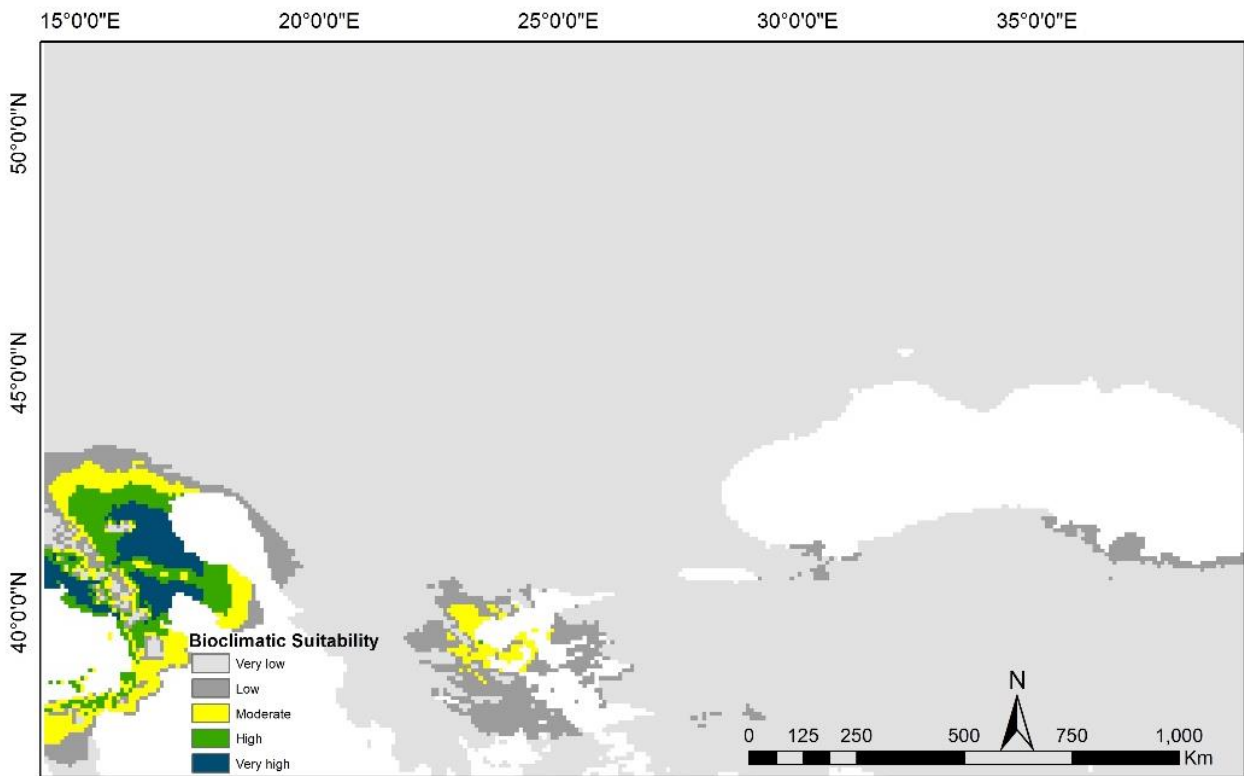 15°0'0"E 20°0'0"E 25°0'0"E 30°0'0"E 35°0'0"E
50°0'0"N
45°0'0"N
40°0'0"N
Bioclimatic Suitability
Very low
Low
Moderate
High
Very high
N
0 125 250 500 750 1,000
Km